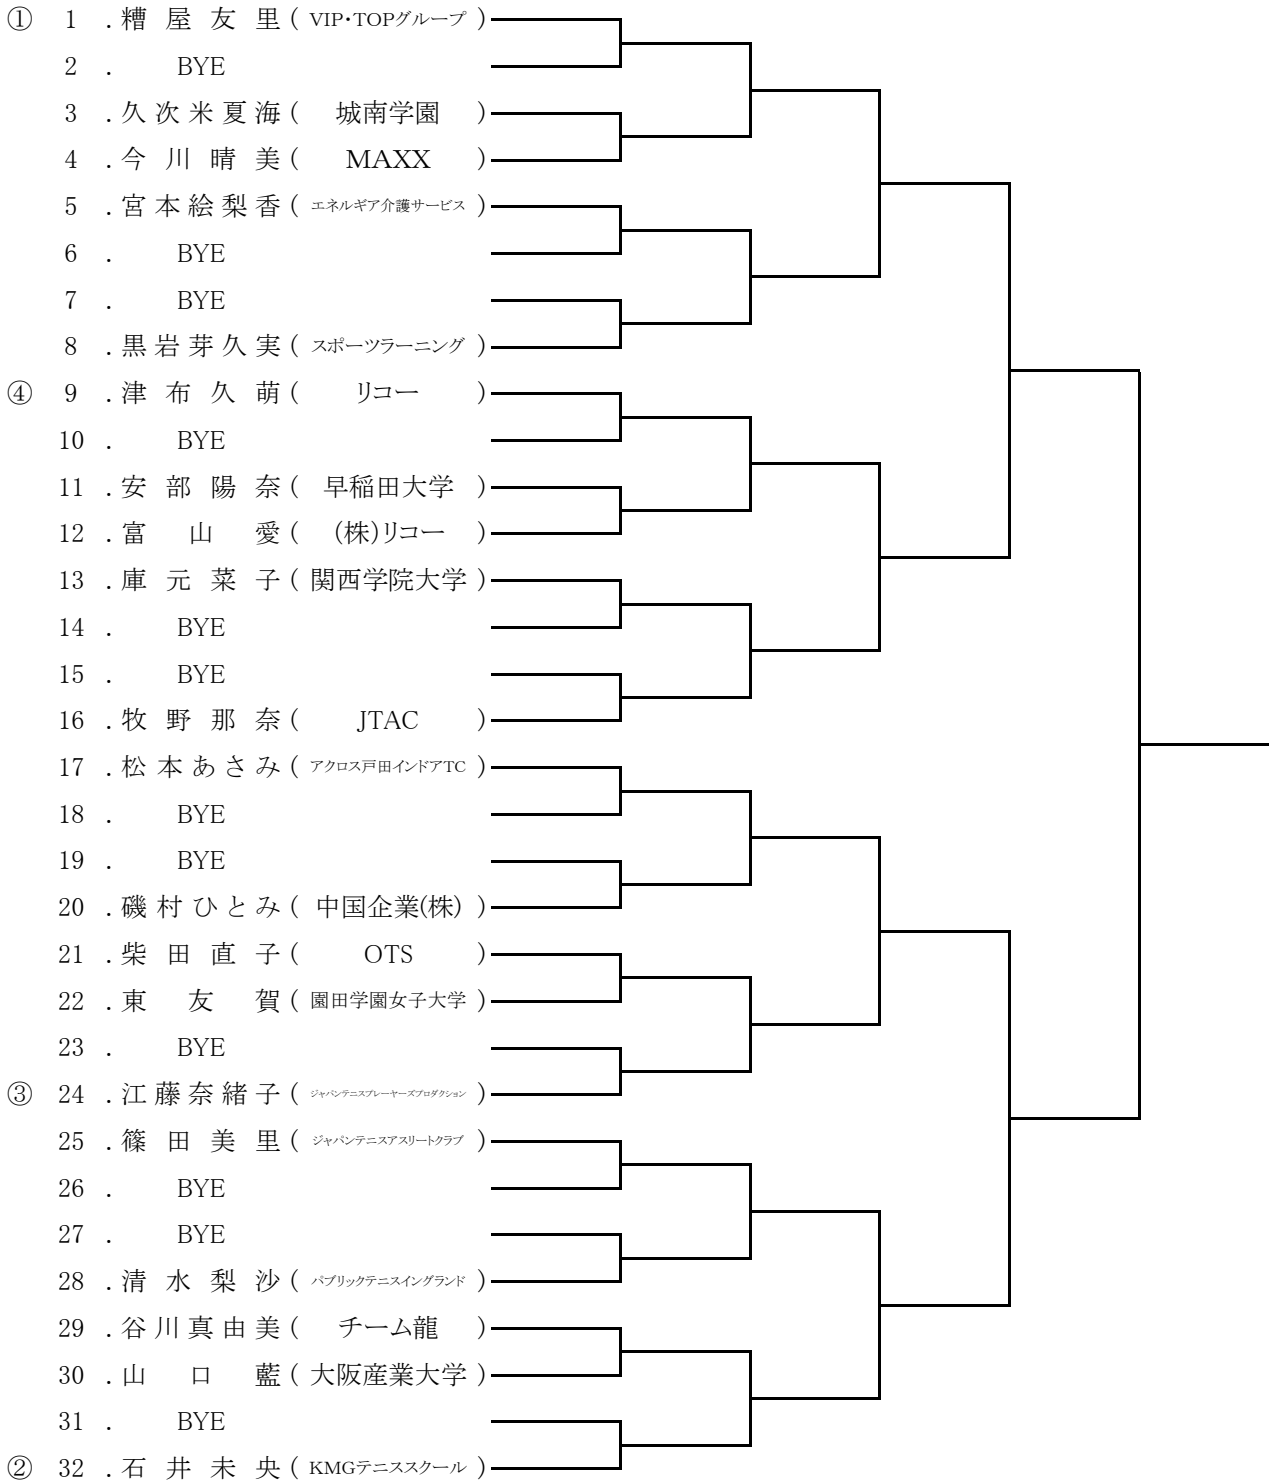 ① 1 .糟屋友里( VIP・TOPグループ )
2 . BYE
3 .久次米夏海( 城南学園 )
4 .今川晴美( MAXX )
5 .宮本絵梨香( エネルギア介護サービス )
6 . BYE
7 . BYE
8 .黒岩芽久実( スポーツラーニング )
④ 9 .津布久萌( リコー )
10 . BYE
11 .安部陽奈( 早稲田大学 )
12 .富山愛( (株)リコー )
13 .庫元菜子( 関西学院大学 )
14 . BYE
15 . BYE
16 .牧野那奈( JTAC )
17 .松本あさみ( アクロス戸田インドアTC )
18 . BYE
19 . BYE
20 .磯村ひとみ( 中国企業(株) )
21 .柴田直子( OTS )
22 .東友賀( 園田学園女子大学 )
23 . BYE
③ 24 .江藤奈緒子( ジャパンテニスプレーヤーズプロダクション )
25 .篠田美里( ジャパンテニスアスリートクラブ )
26 . BYE
27 . BYE
28 .清水梨沙( パブリックテニスイングランド )
29 .谷川真由美( チーム龍 )
30 .山口藍( 大阪産業大学 )
31 . BYE
② 32 .石井未央( KMGテニススクール )